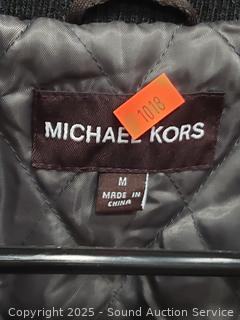 1018
MICHAEL KORS
M
MADE IN
CHINA
Copyright 2025 - Sound Auction Service